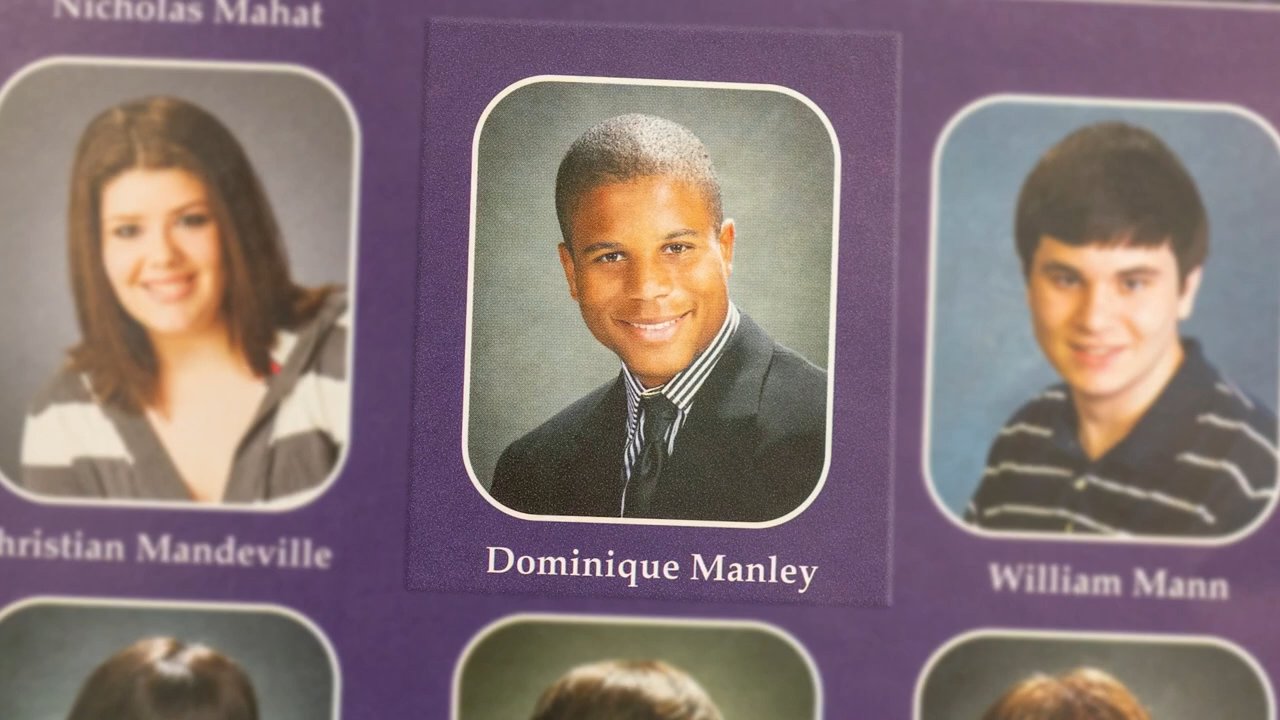 Nicholas Mahat
hristian Mandeville
Dominique Manley
William Mann